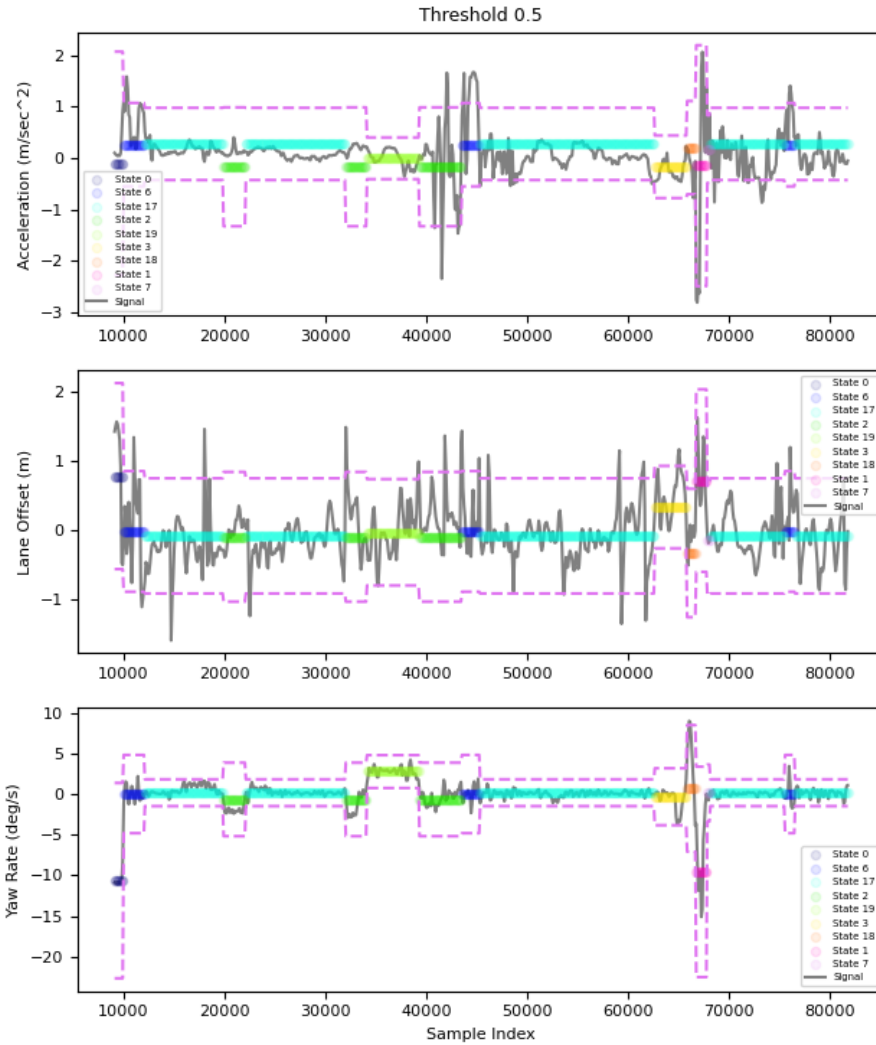 Threshold 0.5
Acceleration (m/sec^2)
2
1
0
−1
−2
−3
State 0
State 6
State 17
State 2
State 19
State 3
State 18
State 1
State 7
Signal
10000 20000 30000 40000 50000 60000 70000 80000
Lane Offset (m)
2
1
0
−1
State 0
State 6
State 17
State 2
State 19
State 3
State 18
State 1
State 7
Signal
10000 20000 30000 40000 50000 60000 70000 80000
Yaw Rate (deg/s)
10
5
0
−5
−10
−15
−20
State 0
State 6
State 17
State 2
State 19
State 3
State 18
State 1
State 7
Signal
10000 20000 30000 40000 50000 60000 70000 80000
Sample Index